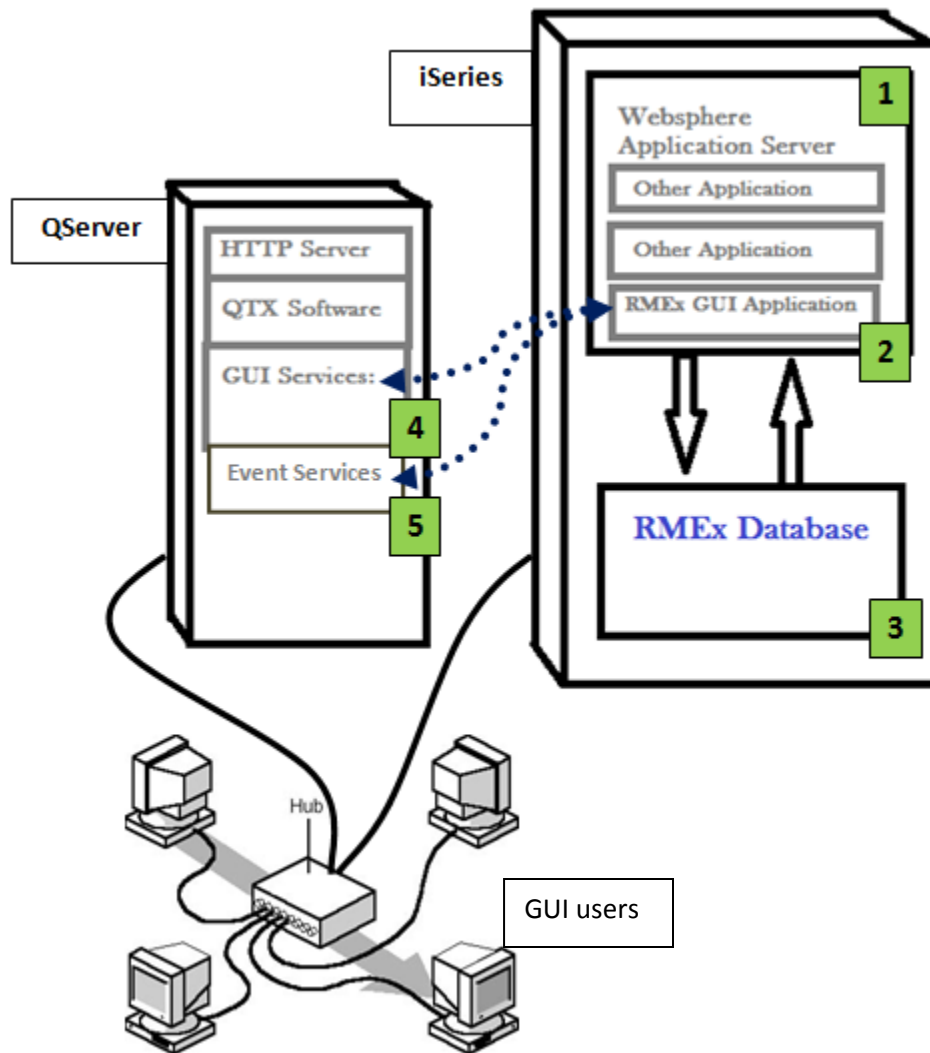 iSeries
1
Websphere
Application Server
Other Application
Other Application
RMEx GUI Application
2
RMEx Database
3
QServer
HTTP Server
QTX Software
GUI Services:
4
Event Services
5
Hub
GUI users